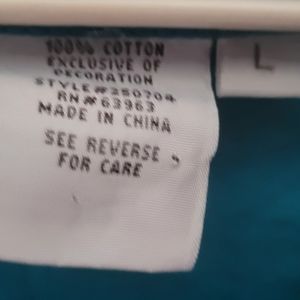 100% COTTON
EXCLUSIVE OF
DECORATION
STYLE#250704
RN#63963
MADE IN CHINA
SEE REVERSE
FOR CARE
L